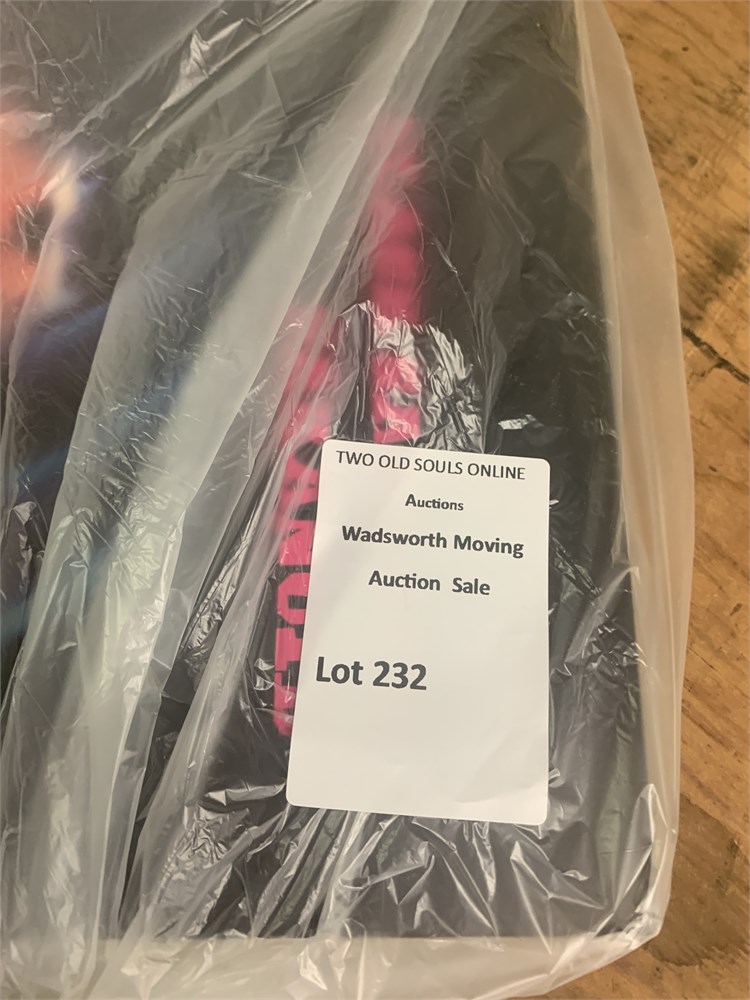 TWO OLD SOULS ONLINE
Auctions
Wadsworth Moving
Auction Sale
Lot 232